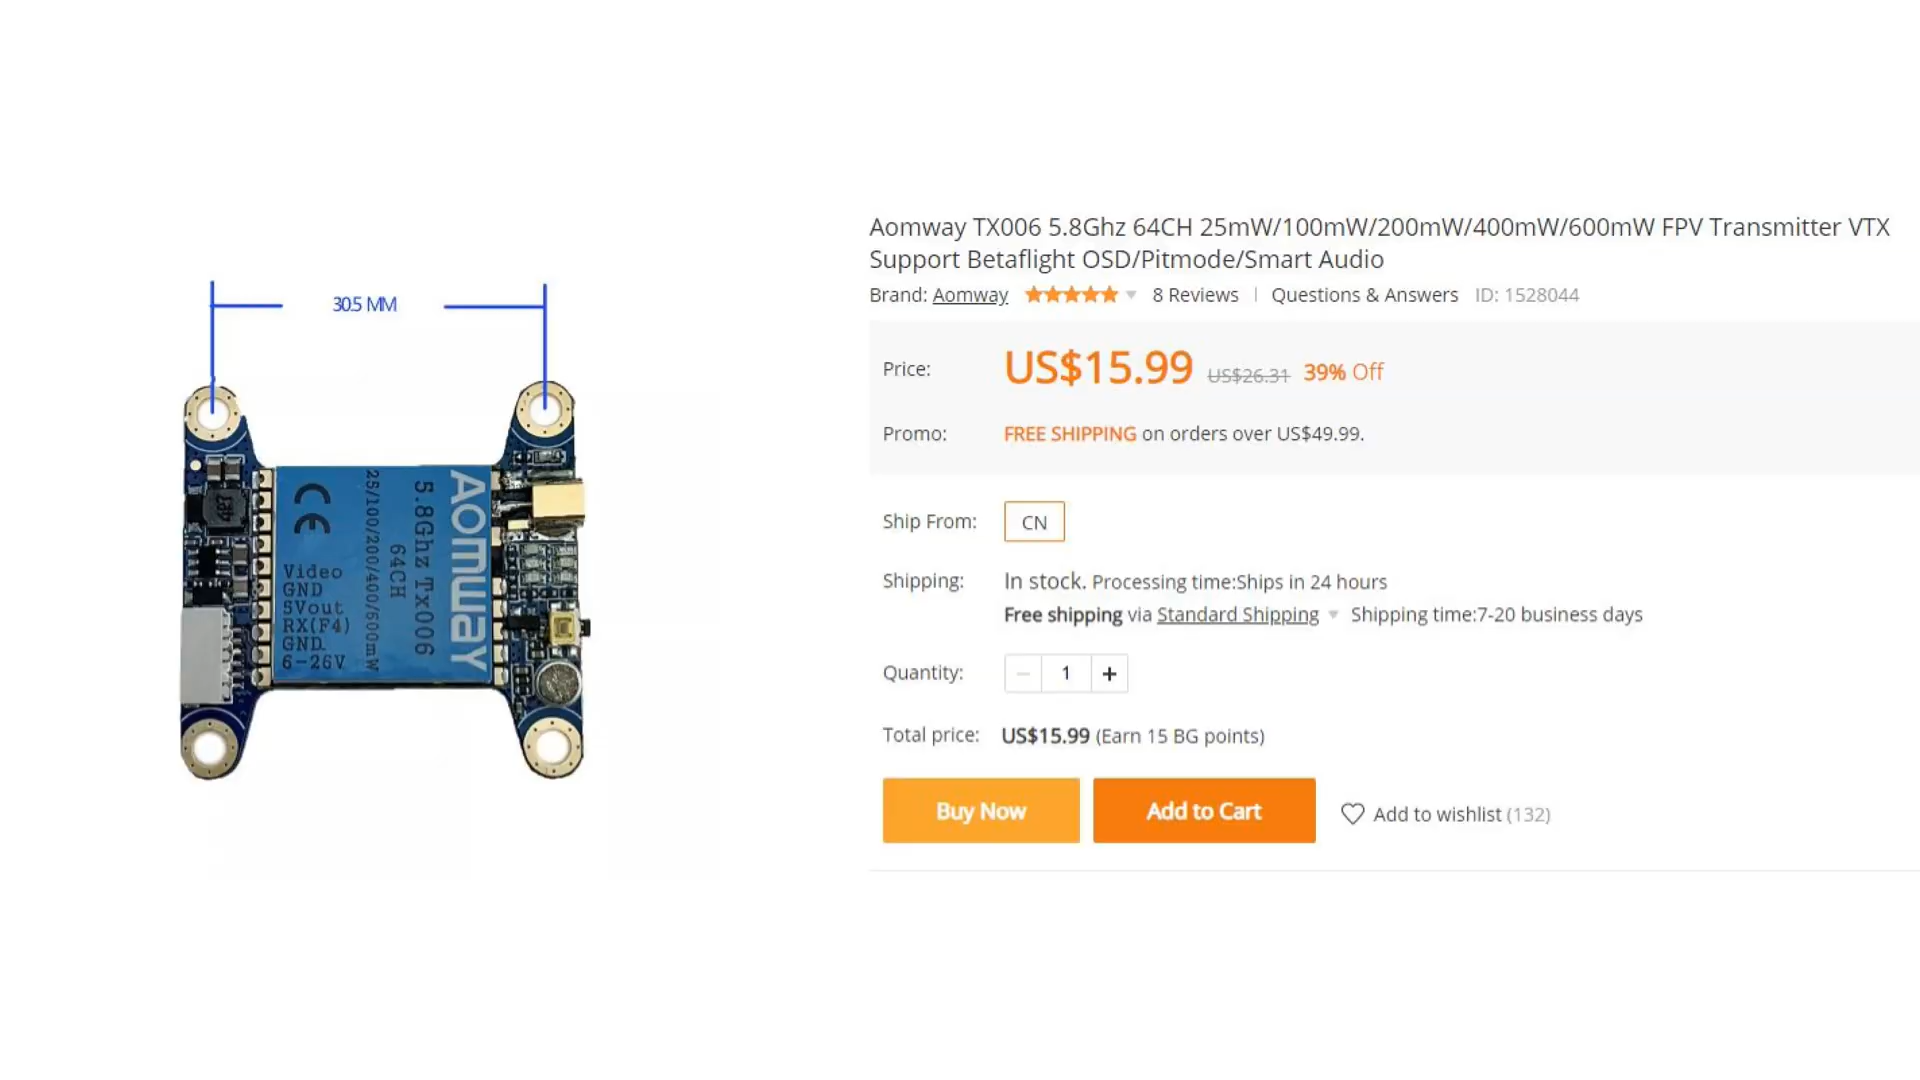 30.5 MM
CE
Video
GND
5Vout
RX(F4)
GND
6-26V
25/100/200/400/600mW
64CH
5.8Ghz Tx006
AOMWAY
Aomway TX006 5.8Ghz 64CH 25mW/100mW/200mW/400mW/600mW FPV Transmitter VTX
Support Betaflight OSD/Pitmode/Smart Audio
Brand: Aomway 8 Reviews | Questions & Answers ID: 1528044
Price: US$15.99 US$26.31 39% Off
Promo: FREE SHIPPING on orders over US$49.99.
Ship From: CN
Shipping: In stock. Processing time:Ships in 24 hours
Free shipping via Standard Shipping Shipping time:7-20 business days
Quantity: − 1 +
Total price: US$15.99 (Earn 15 BG points)
Buy Now Add to Cart Add to wishlist (132)